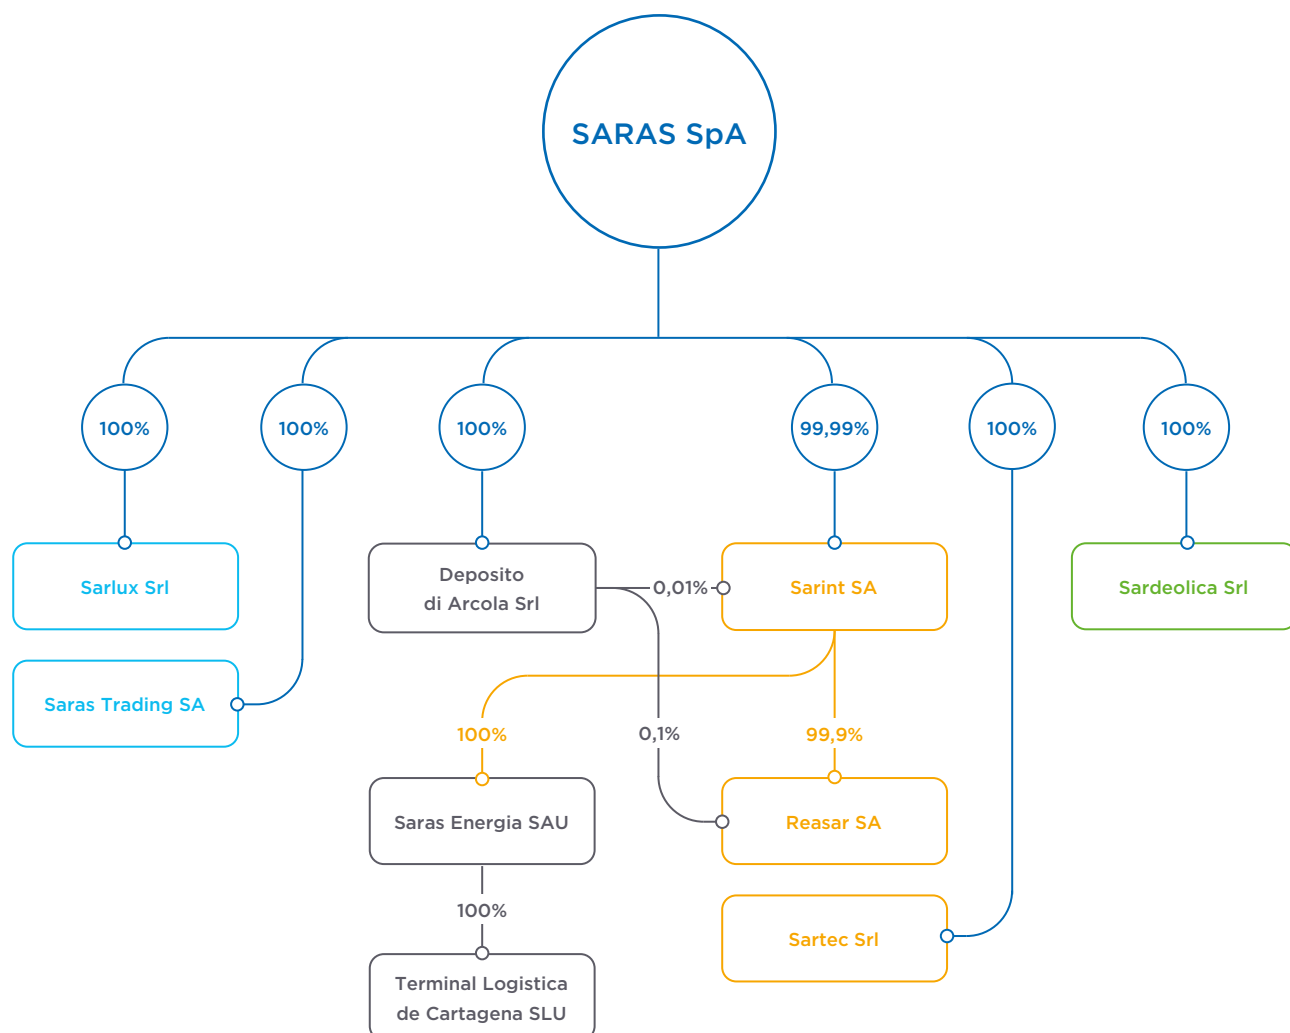 SARAS SpA
100%
100%
100%
99,99%
100%
100%
Sarlux Srl
Deposito
di Arcola Srl
0,01%
Sarint SA
Sardeolica Srl
Saras Trading SA
100%
0,1%
99,9%
Saras Energia SAU
Reasar SA
100%
Sartec Srl
Terminal Logistica
de Cartagena SLU